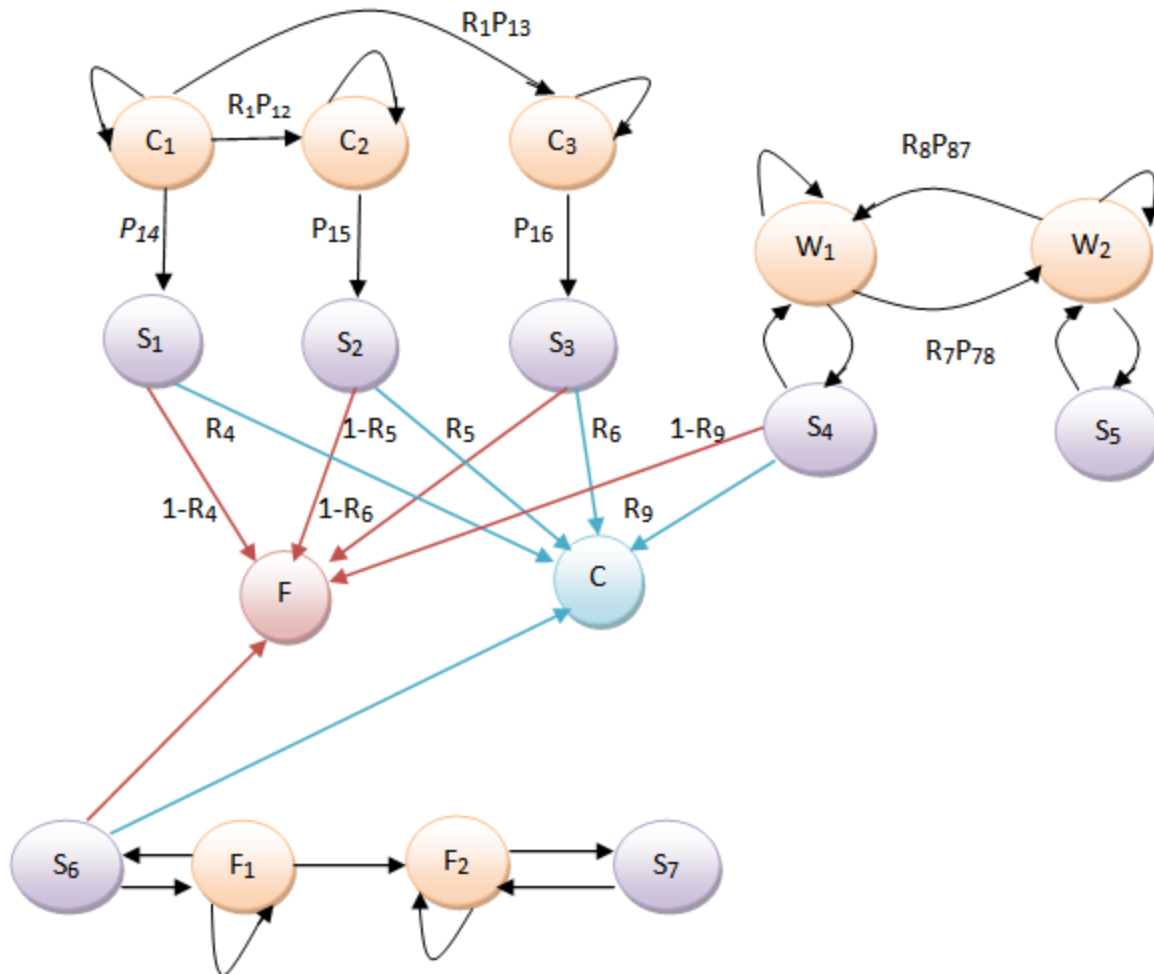 R₁P₁₃
C₁
R₁P₁₂
C₂
C₃
R₈P₈₇
P₁₄
P₁₅
P₁₆
W₁
W₂
S₁
S₂
S₃
R₇P₇₈
R₄
1-R₅
R₅
R₆
1-R₉
S₄
S₅
1-R₄
1-R₆
R₉
F
C
S₆
F₁
F₂
S₇